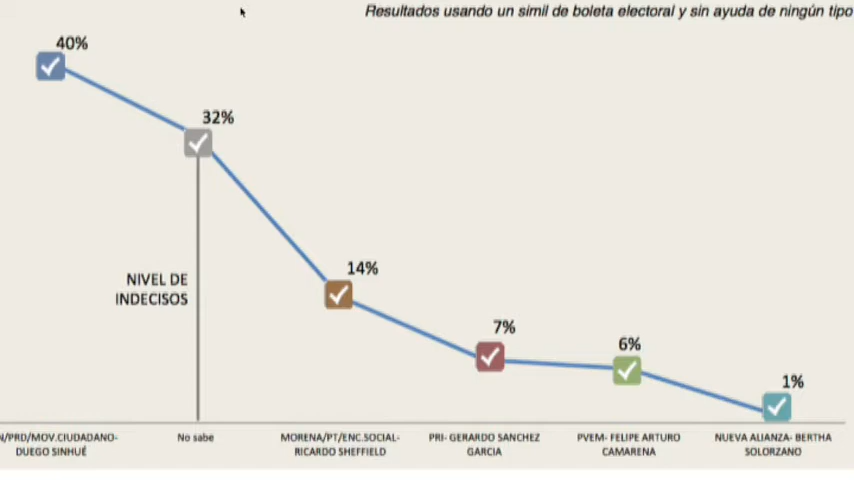 Resultados usando un simil de boleta electoral y sin ayuda de ningún tipo
40%
32%
14%
7%
6%
1%
NIVEL DE
INDECISOS
N/PRD/MOV.CIUDADANO-
DUEGO SINHUÉ
No sabe
MORENA/PT/ENC.SOCIAL-
RICARDO SHEFFIELD
PRI- GERARDO SANCHEZ
GARCIA
PVEM- FELIPE ARTURO
CAMARENA
NUEVA ALIANZA- BERTHA
SOLORZANO